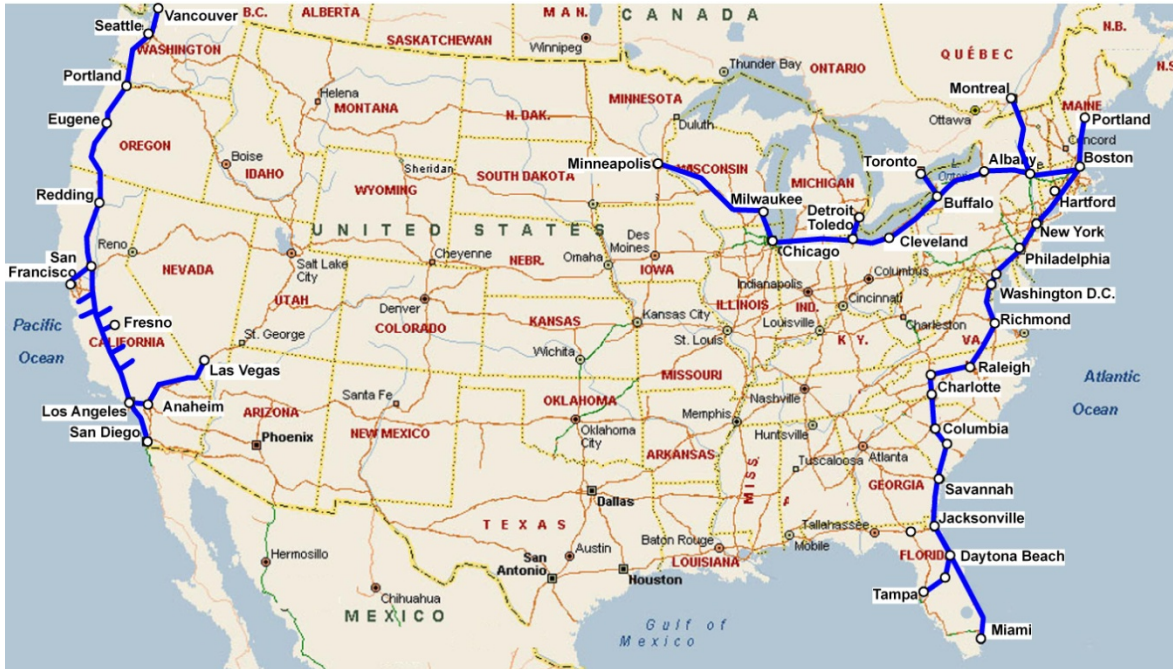 Vancouver
B.C.
ALBERTA
SASKATCHEWAN
MAN.
CANADA
Winnipeg
Thunder Bay
ONTARIO
QUÉBEC
N.B.
N.S
Seattle
WASHINGTON
Portland
Helena
MONTANA
N. DAK.
MINNESOTA
Duluth
Montreal
Ottawa
MAINE
Portland
Concord
Eugene
OREGON
Boise
IDAHO
Sheridan
WYOMING
SOUTH DAKOTA
Minneapolis
WISCONSIN
MICHIGAN
Toronto
Albany
Boston
Redding
Milwaukee
Detroit
Toledo
Buffalo
Hartford
UNITED STATES
Reno
NEVADA
Salt Lake
City
Cheyenne
NEBR.
Omaha
Des
Moines
IOWA
Chicago
Cleveland
New York
Philadelphia
San
Francisco
UTAH
Denver
COLORADO
ILLINOIS
Indianapolis
IND.
Columbus
Cincinnati
Washington D.C.
Pacific
Ocean
Fresno
CALIFORNIA
St. George
KANSAS
Kansas City
St. Louis
Louisville
Charleston
K Y.
VA.
Richmond
Las Vegas
Wichita
MISSOURI
Nashville
Raleigh
Atlantic
Ocean
Los Angeles
Anaheim
ARIZONA
Santa Fe
NEW MEXICO
OKLAHOMA
Oklahoma
City
Memphis
Huntsville
Charlotte
San Diego
Phoenix
ARKANSAS
MISS.
Tuscaloosa
A
Atlanta
Columbia
GEORGIA
Savannah
Dallas
TEXAS
Hermosillo
Austin
San
Antonio
Houston
Baton Rouge
LOUISIANA
Mobile
Tallahassee
Jacksonville
FLORID
Daytona Beach
Tampa
Miami
Chihuahua
MEXICO
Gulf of
Mexico